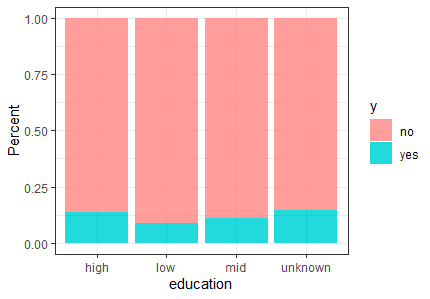 1.00
0.75
0.50
0.25
0.00
Percent
high low mid unknown
education
y
no
yes